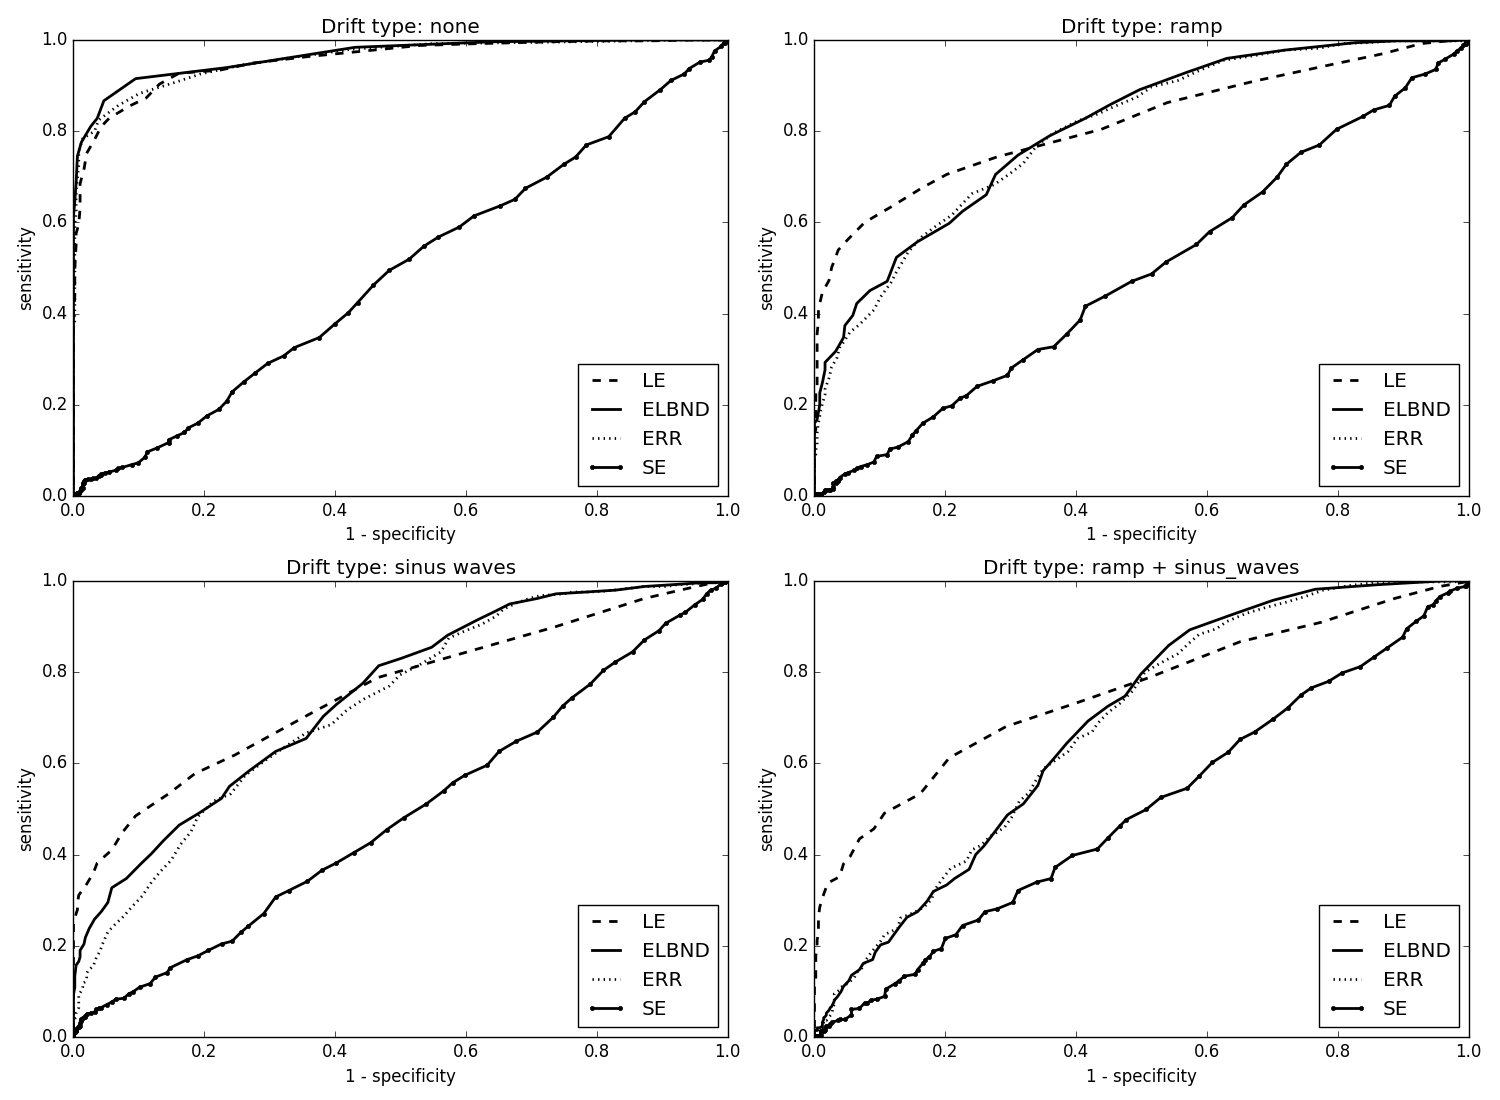 Drift type: none
1.0
0.8
0.6
0.4
0.2
0.0
sensitivity
LE
ELBND
ERR
SE
0.0 0.2 0.4 0.6 0.8 1.0
1 - specificity
Drift type: ramp
1.0
0.8
0.6
0.4
0.2
0.0
sensitivity
LE
ELBND
ERR
SE
0.0 0.2 0.4 0.6 0.8 1.0
1 - specificity
Drift type: sinus waves
1.0
0.8
0.6
0.4
0.2
0.0
sensitivity
LE
ELBND
ERR
SE
0.0 0.2 0.4 0.6 0.8 1.0
1 - specificity
Drift type: ramp + sinus_waves
1.0
0.8
0.6
0.4
0.2
0.0
sensitivity
LE
ELBND
ERR
SE
0.0 0.2 0.4 0.6 0.8 1.0
1 - specificity